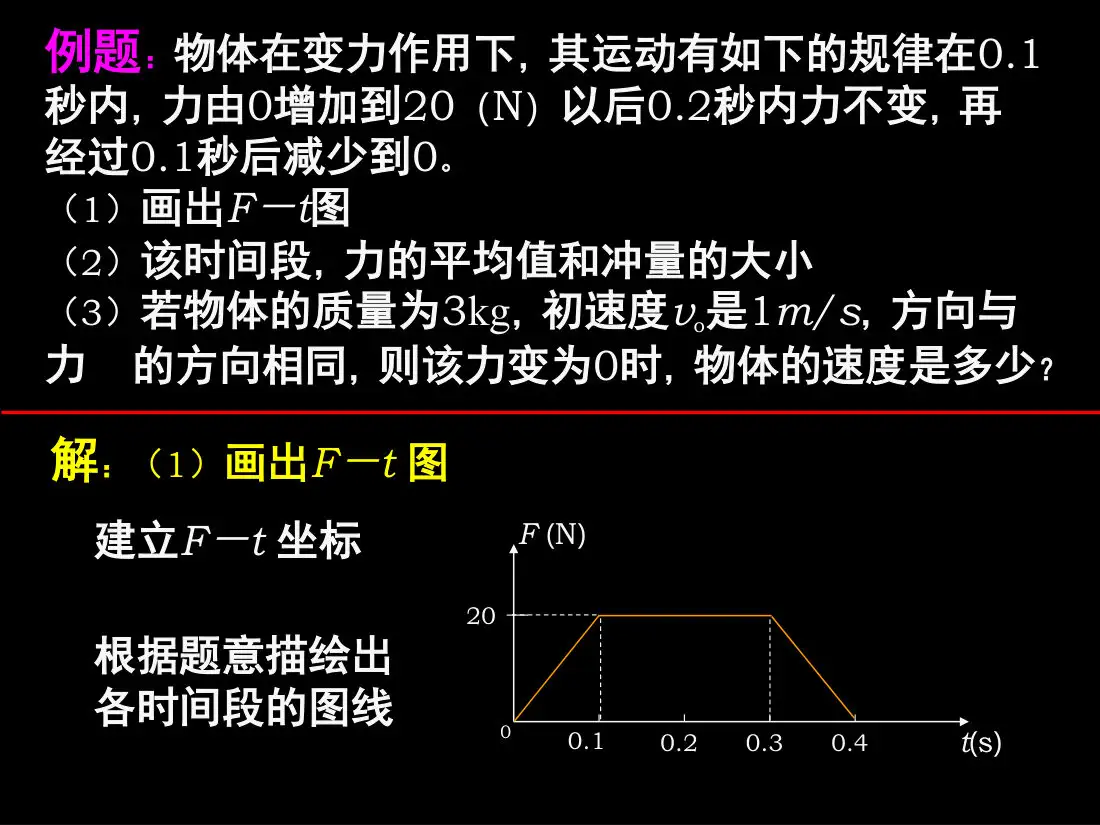 例题：物体在变力作用下，其运动有如下的规律在0.1
秒内，力由0增加到20（N）以后0.2秒内力不变，再
经过0.1秒后减少到0。
（1）画出F－t图
（2）该时间段，力的平均值和冲量的大小
（3）若物体的质量为3kg，初速度vo是1m/s，方向与
力 的方向相同，则该力变为0时，物体的速度是多少？
解：（1）画出F－t 图
建立F－t 坐标
根据题意描绘出
各时间段的图线
F (N)
20
0
0.1
0.2
0.3
0.4
t(s)